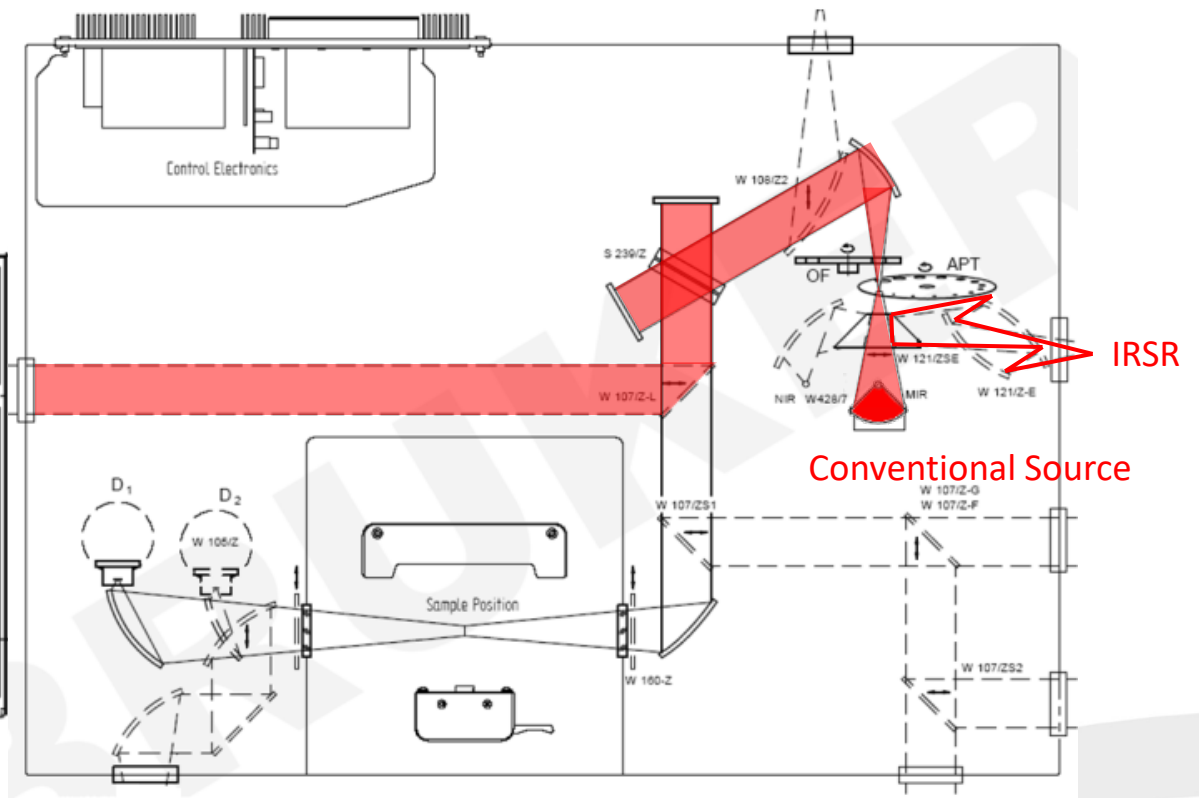 Control Electronics
W 108/Z2
S 239/Z
OF
APT
IRSR
W 121/ZSE
W 107/Z-L
NIR W428/7 MIR
W 121/Z-E
Conventional Source
D1
D2
W 107/ZS1
W 107/Z-G
W 107/Z-F
W 106/Z
Sample Position
W 107/ZS2
W 160-Z
BRUKER